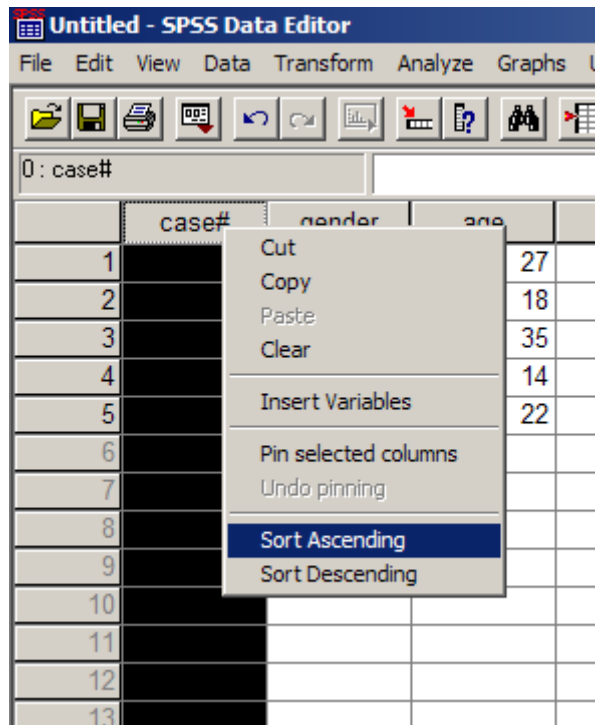 Untitled - SPSS Data Editor
File Edit View Data Transform Analyze Graphs
0 : case#
case# gender age
1 27
2 18
3 35
4 14
5 22
6
7
8
9
10
11
12
13
Cut
Copy
Paste
Clear
Insert Variables
Pin selected columns
Undo pinning
Sort Ascending
Sort Descending